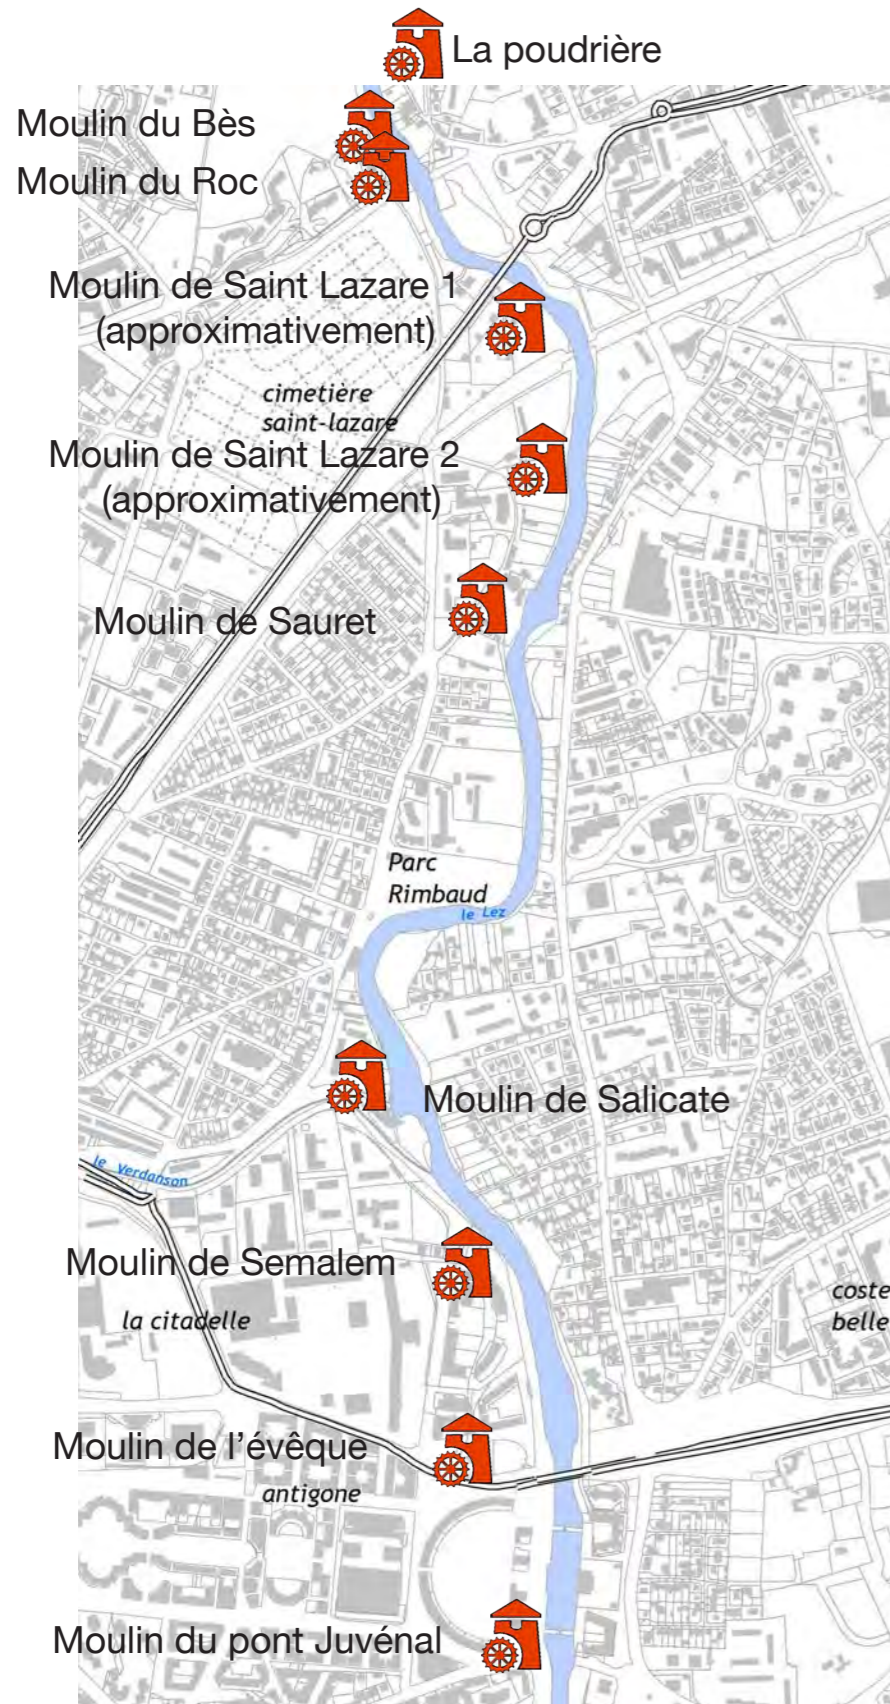 La poudrière
Moulin du Bès
Moulin du Roc
Moulin de Saint Lazare 1
(approximativement)
cimetière
saint-lazare
Moulin de Saint Lazare 2
(approximativement)
Moulin de Sauret
Parc
Rimbaud
le Lez
Moulin de Salicate
le Verdanson
Moulin de Semalem
coste
belle
la citadelle
Moulin de l'évêque
antigone
Moulin du pont Juvénal